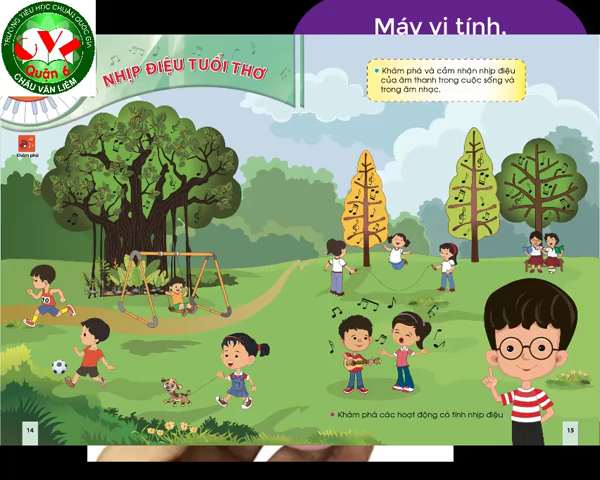 TRƯỜNG TIỂU HỌC CHUẨN QUỐC GIA
Quận 6
CHÂU VĂN LIÊM
Máy vi tính,
NHỊP ĐIỆU TUỔI THƠ
Khám phá và cảm nhận nhịp điệu
của âm thanh trong cuộc sống và
trong âm nhạc.
Khám phá
10
Khám phá các hoạt động có tính nhịp điệu
14
15